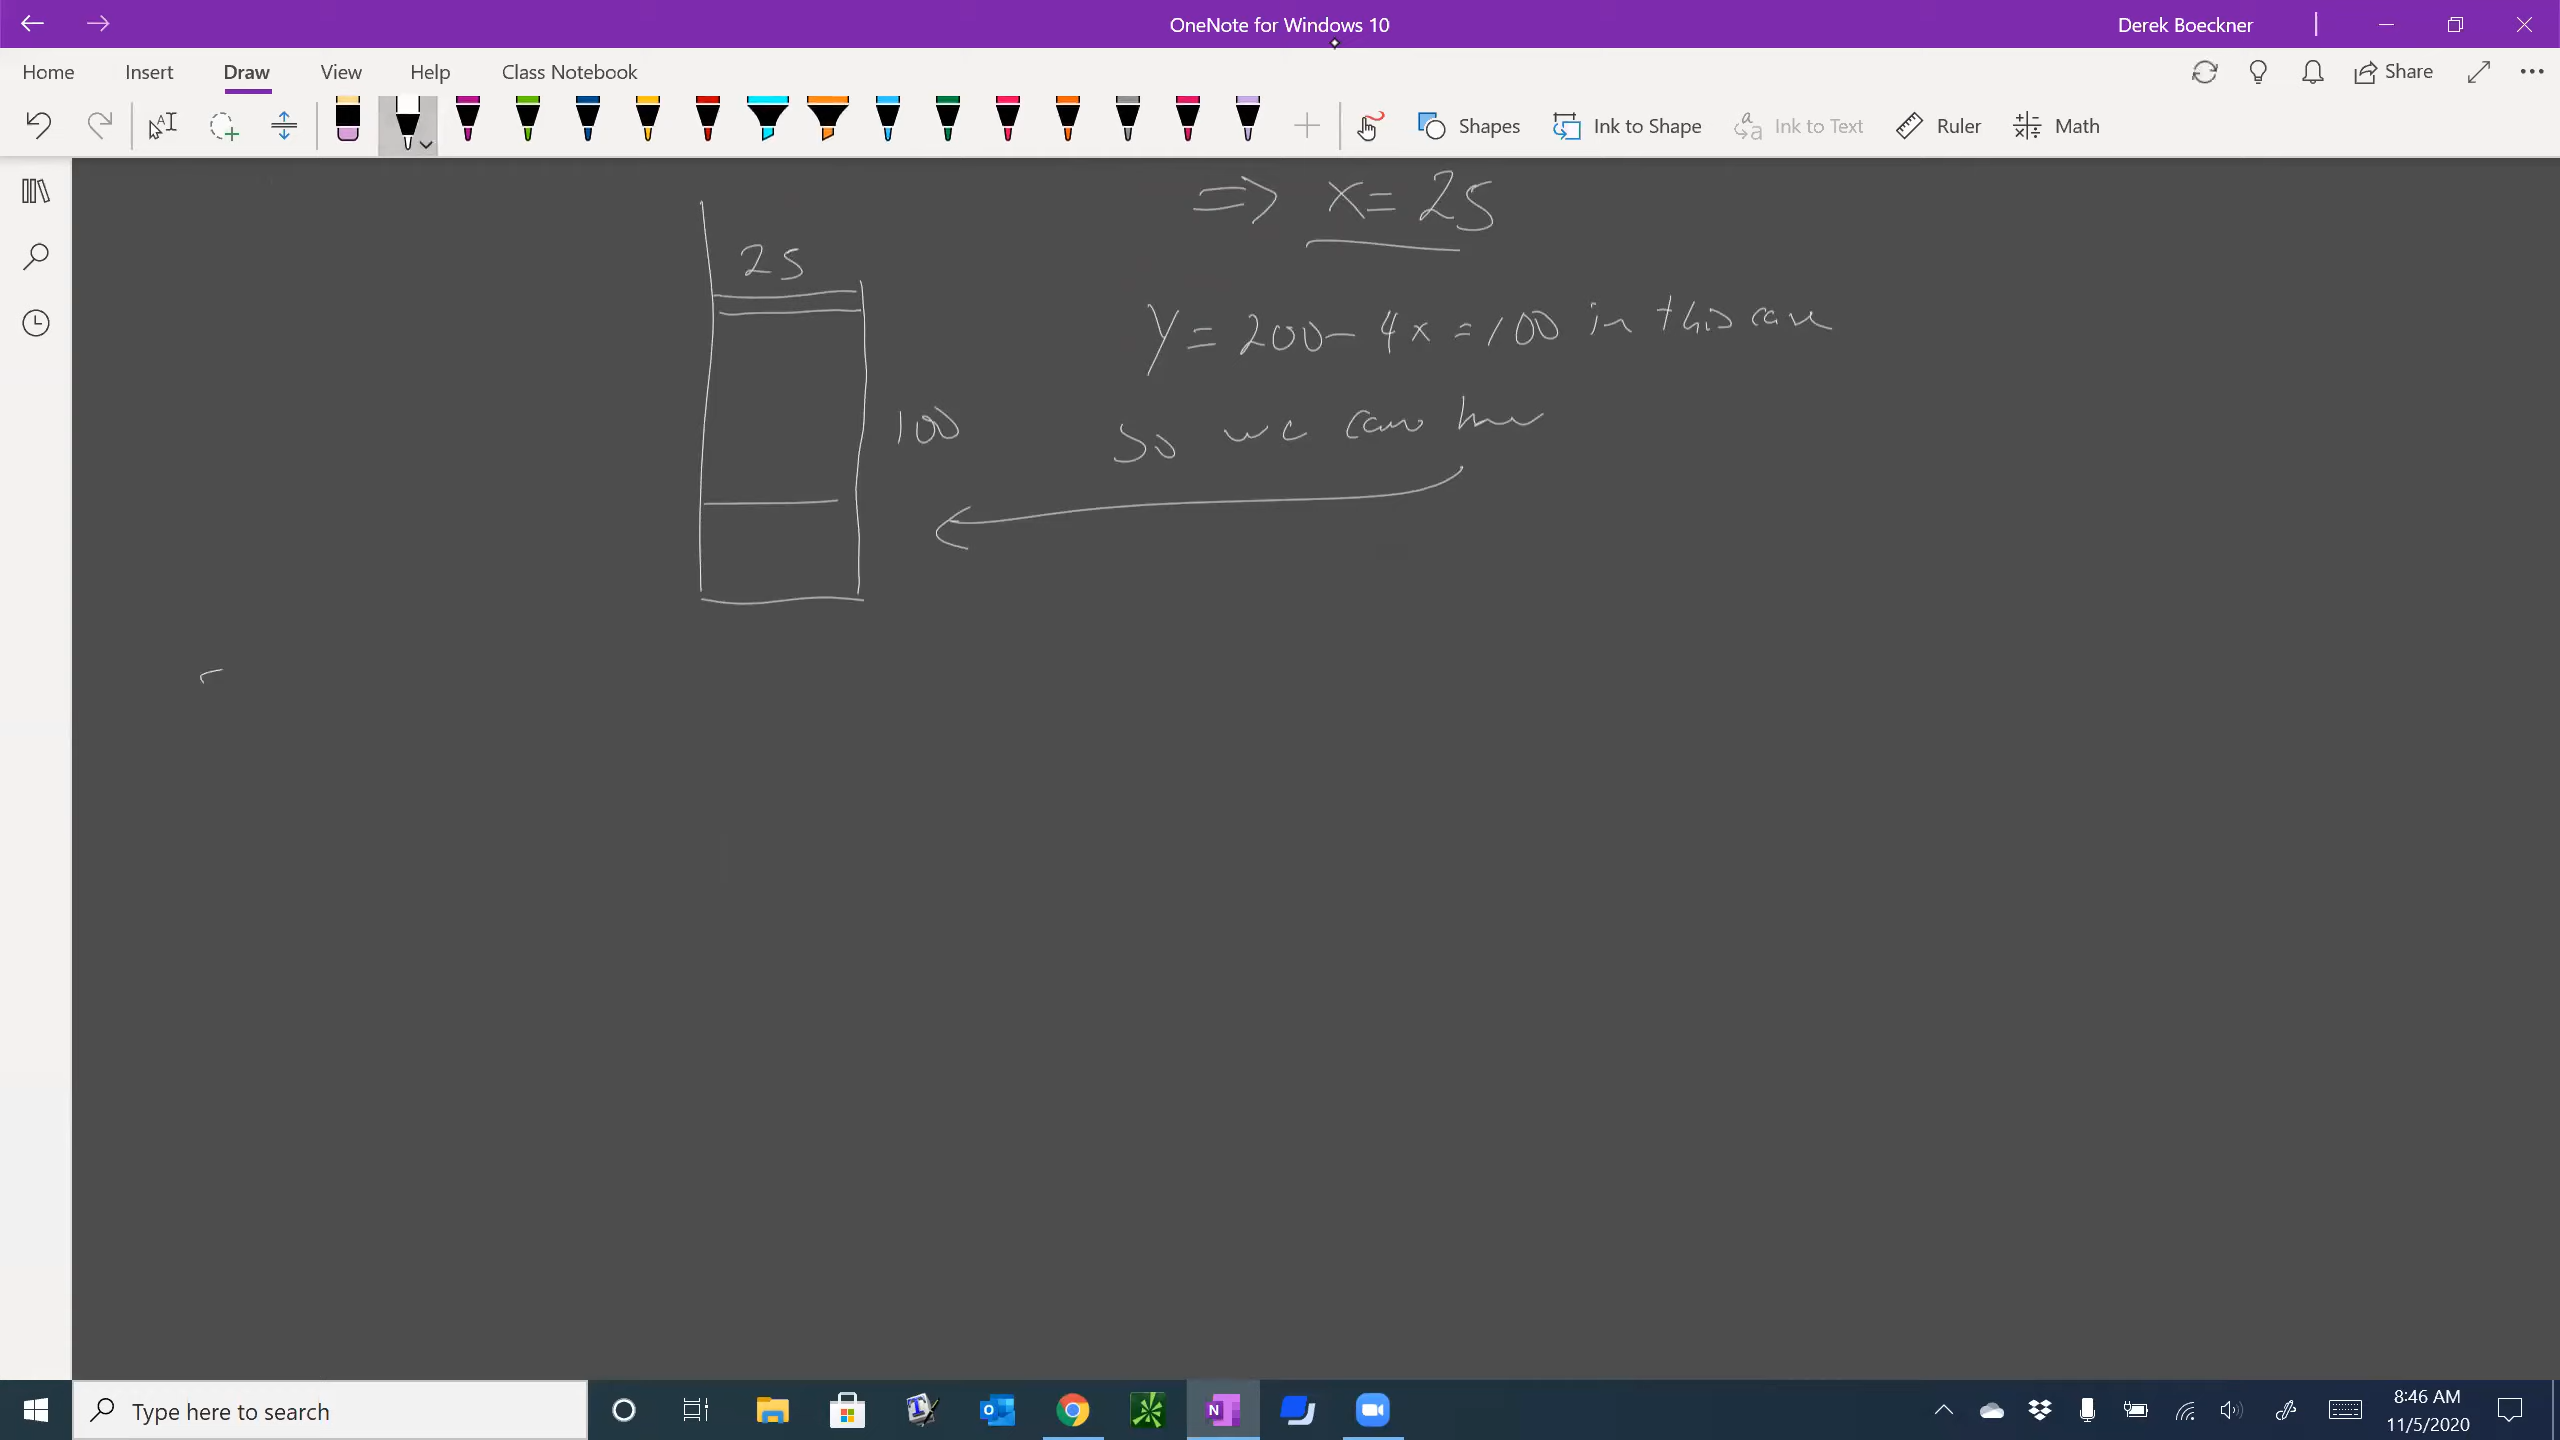 OneNote for Windows 10
Derek Boeckner
Home Insert Draw View Help Class Notebook
Share
Shapes Ink to Shape Ink to Text Ruler Math
=> x = 25
25
y = 200 - 4x = 100 in this case
100
so we can have
Type here to search
8:46 AM
11/5/2020